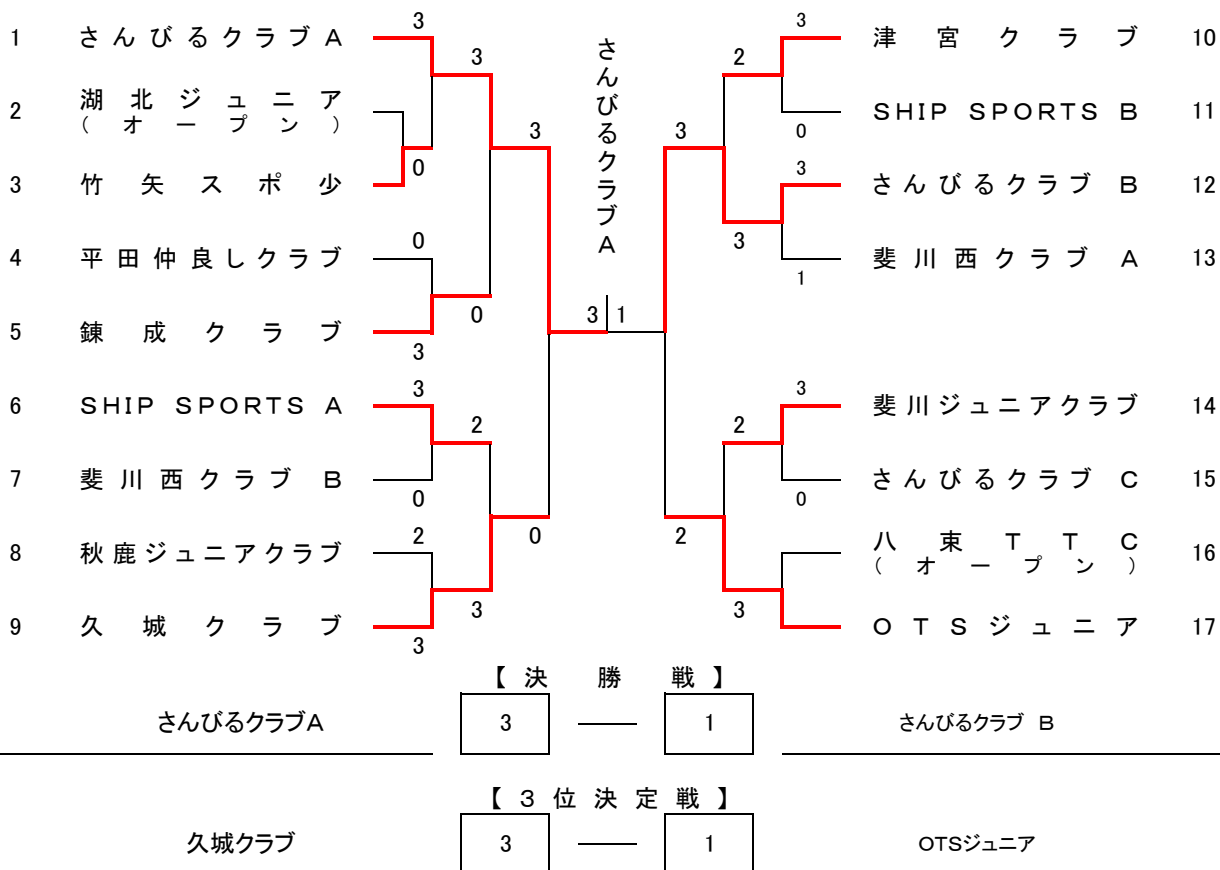 3
3
1 さんびるクラブA
さんびるクラブA
津宮クラブ 10
3
2
2 湖北ジュニア
(オープン)
SHIP SPORTS B 11
3
3
0
0
3
3 竹矢スポ少
さんびるクラブ B 12
0
3
4 平田仲良しクラブ
斐川西クラブ A 13
1
0
3 1
5 錬成クラブ
3
3
3
6 SHIP SPORTS A
斐川ジュニアクラブ 14
2
2
7 斐川西クラブ B
さんびるクラブ C 15
0
0
2
0
2
8 秋鹿ジュニアクラブ
八東TTC
(オープン)
16
3
3
9 久城クラブ
OTSジュニア 17
3
【決勝戦】
さんびるクラブA 3 1 さんびるクラブ B
【3位決定戦】
久城クラブ 3 1 OTSジュニア